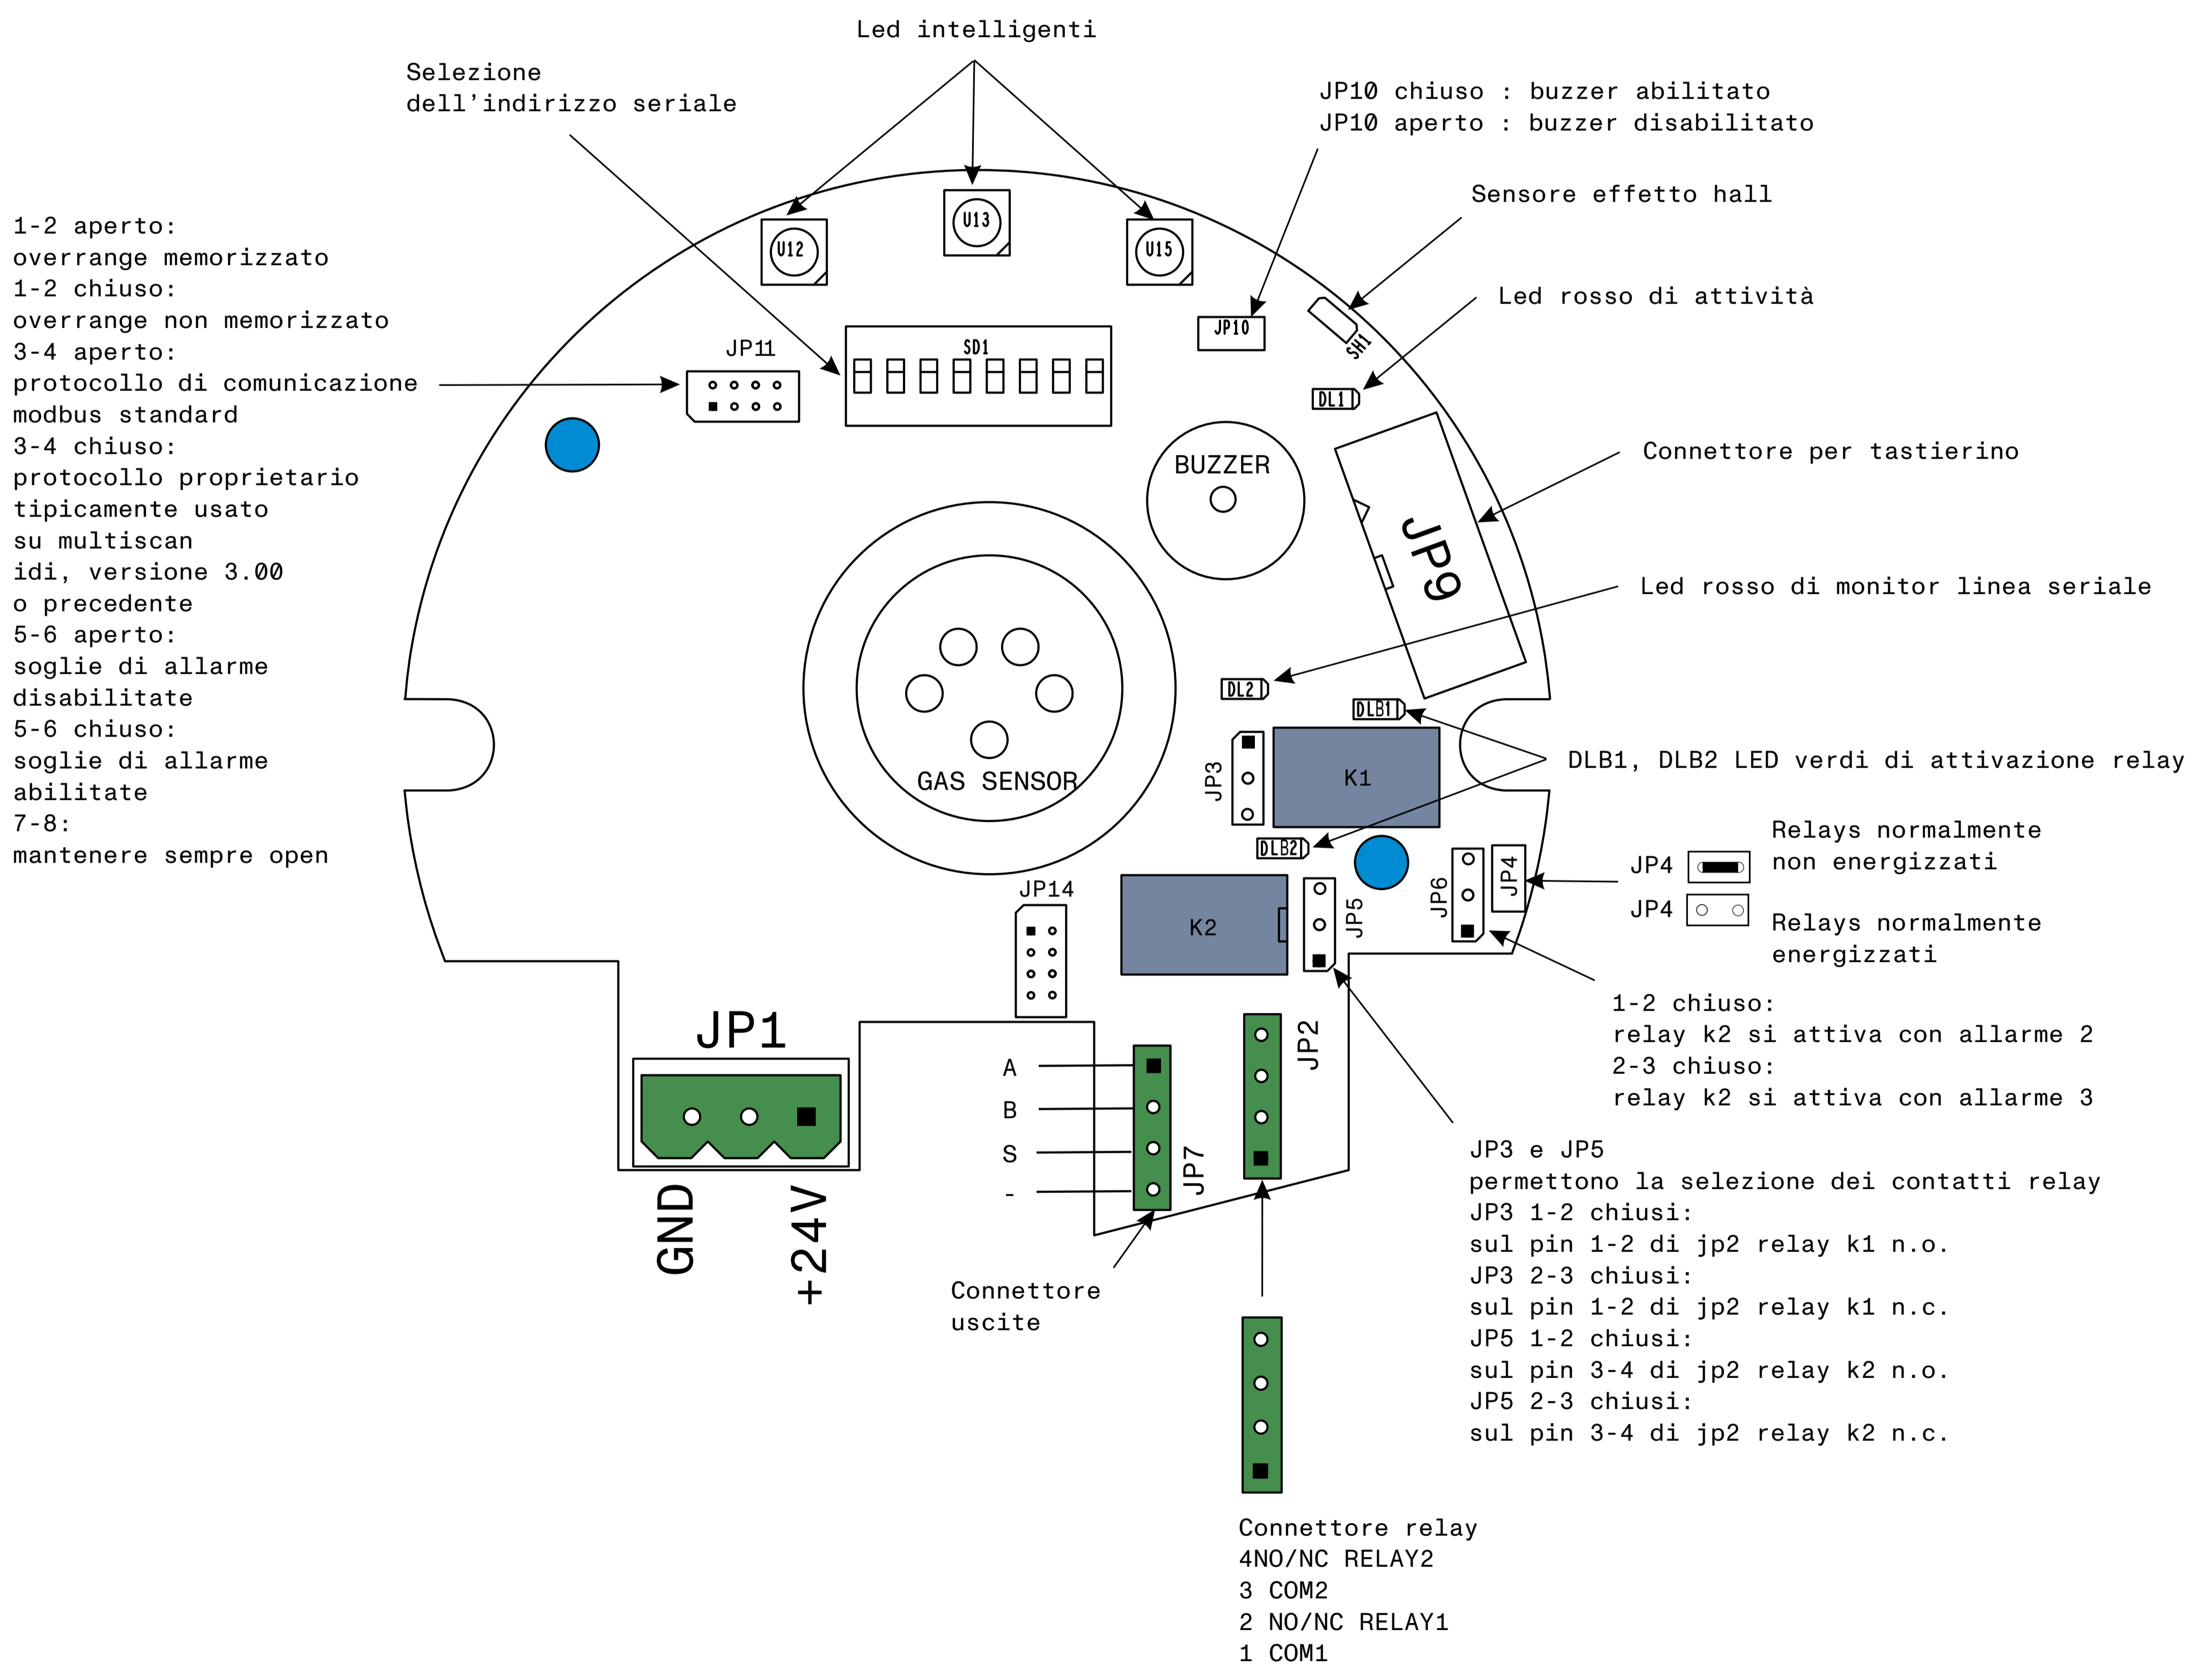 Led intelligenti
Selezione
dell'indirizzo seriale
JP10 chiuso : buzzer abilitato
JP10 aperto : buzzer disabilitato
Sensore effetto hall
Led rosso di attività
1-2 aperto:
overrange memorizzato
1-2 chiuso:
overrange non memorizzato
3-4 aperto:
protocollo di comunicazione
modbus standard
3-4 chiuso:
protocollo proprietario
tipicamente usato
su multiscan
idi, versione 3.00
o precedente
5-6 aperto:
soglie di allarme
disabilitate
5-6 chiuso:
soglie di allarme
abilitate
7-8:
mantenere sempre open
U12
U13
U15
JP10
SH1
JP11
SD1
DL1
BUZZER
JP9
Connettore per tastierino
Led rosso di monitor linea seriale
GAS SENSOR
DL2
DLB1
JP3
K1
DLB1, DLB2 LED verdi di attivazione relay
DLB2
JP14
K2
JP5
JP6
JP4
JP4
Relays normalmente
non energizzati
JP4
Relays normalmente
energizzati
1-2 chiuso:
relay k2 si attiva con allarme 2
2-3 chiuso:
relay k2 si attiva con allarme 3
JP1
GND
+24V
A
B
S
-
JP7
JP2
Connettore
uscite
JP3 e JP5
permettono la selezione dei contatti relay
JP3 1-2 chiusi:
sul pin 1-2 di jp2 relay k1 n.o.
JP3 2-3 chiusi:
sul pin 1-2 di jp2 relay k1 n.c.
JP5 1-2 chiusi:
sul pin 3-4 di jp2 relay k2 n.o.
JP5 2-3 chiusi:
sul pin 3-4 di jp2 relay k2 n.c.
Connettore relay
4NO/NC RELAY2
3 COM2
2 NO/NC RELAY1
1 COM1